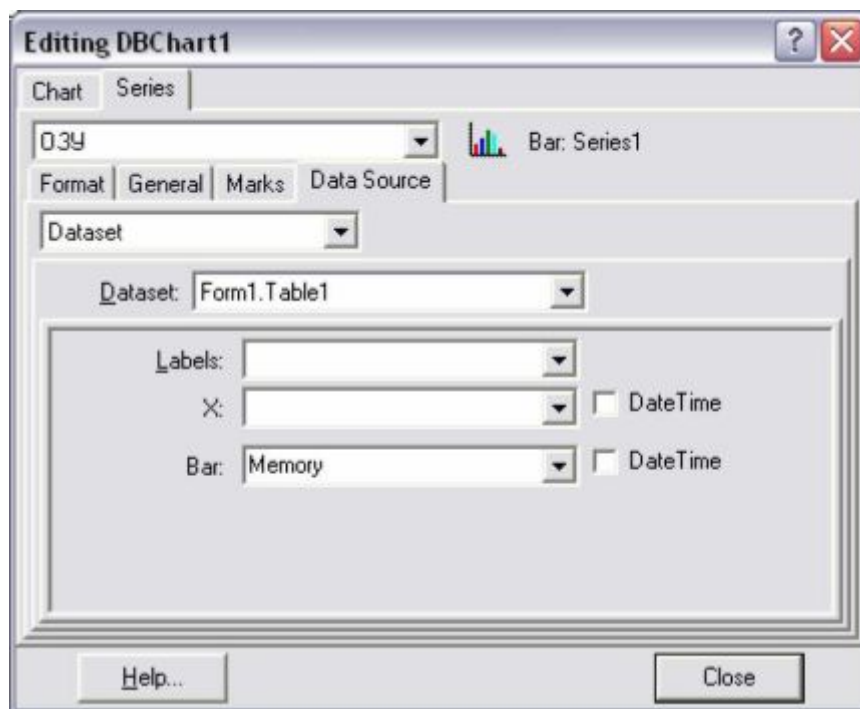 Editing DBChart1
Chart Series
ОЗУ Bar: Series1
Format General Marks Data Source
Dataset
Dataset: Form1.Table1
Labels:
X: DateTime
Bar: Memory DateTime
Help... Close